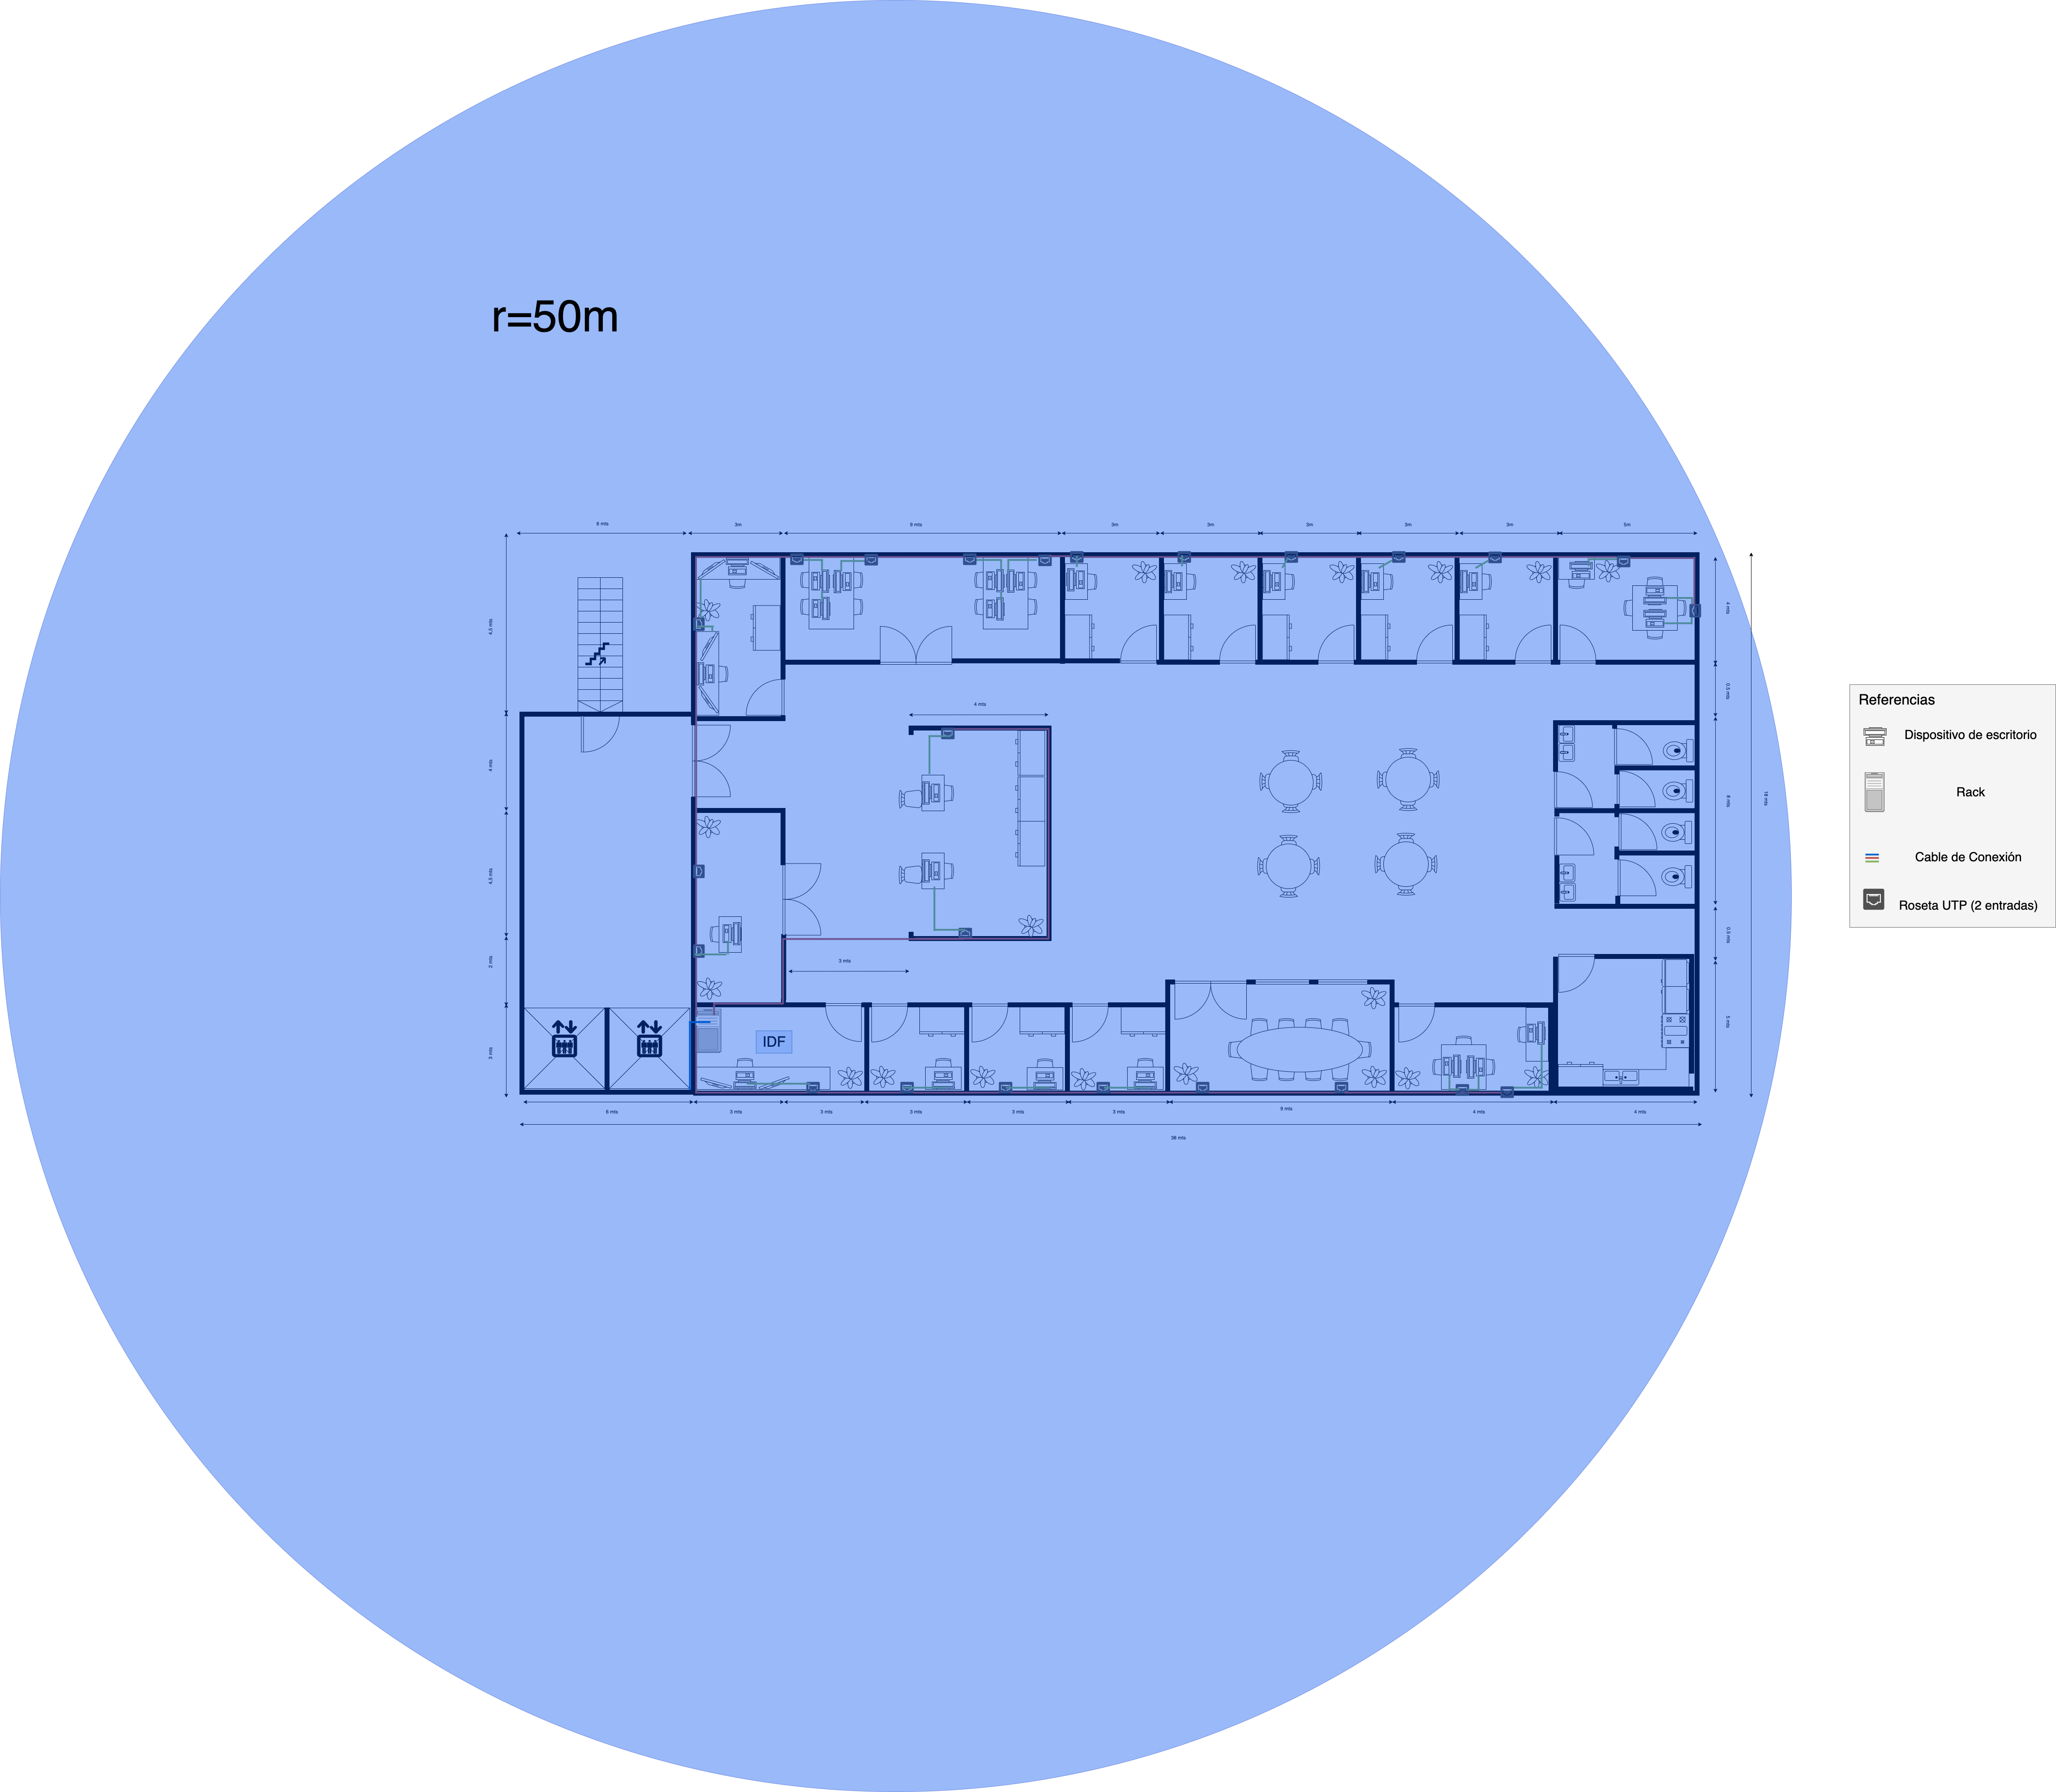 r=50m
6 mts
3m
9 mts
3m
3m
3m
3m
3m
5m
4,5 mts
4 mts
4 mts
0,5 mts
Referencias
Dispositivo de escritorio
Rack
Cable de Conexión
Roseta UTP (2 entradas)
4 mts
8 mts
18 mts
4,5 mts
0,5 mts
2 mts
3 mts
5 mts
IDF
3 mts
6 mts
3 mts
3 mts
3 mts
3 mts
3 mts
9 mts
4 mts
4 mts
38 mts